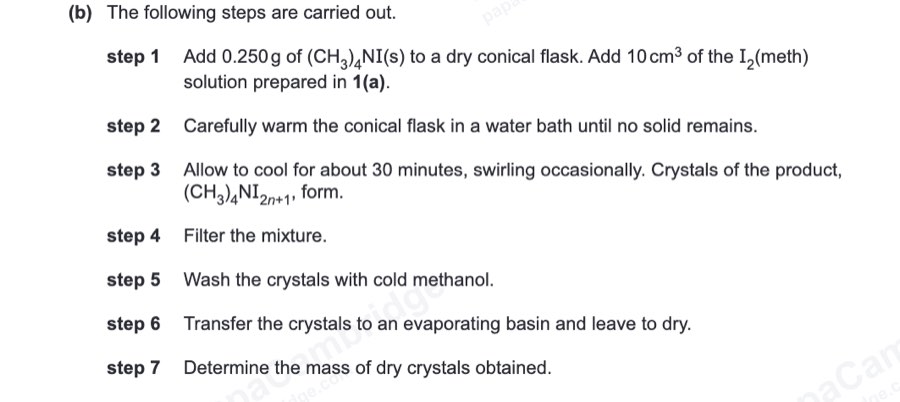 (b) The following steps are carried out.
step 1 Add 0.250 g of (CH₃)₄NI(s) to a dry conical flask. Add 10 cm³ of the I₂(meth)
solution prepared in 1(a).
step 2 Carefully warm the conical flask in a water bath until no solid remains.
step 3 Allow to cool for about 30 minutes, swirling occasionally. Crystals of the product,
(CH₃)₄NI₂ₙ₊₁, form.
step 4 Filter the mixture.
step 5 Wash the crystals with cold methanol.
step 6 Transfer the crystals to an evaporating basin and leave to dry.
step 7 Determine the mass of dry crystals obtained.